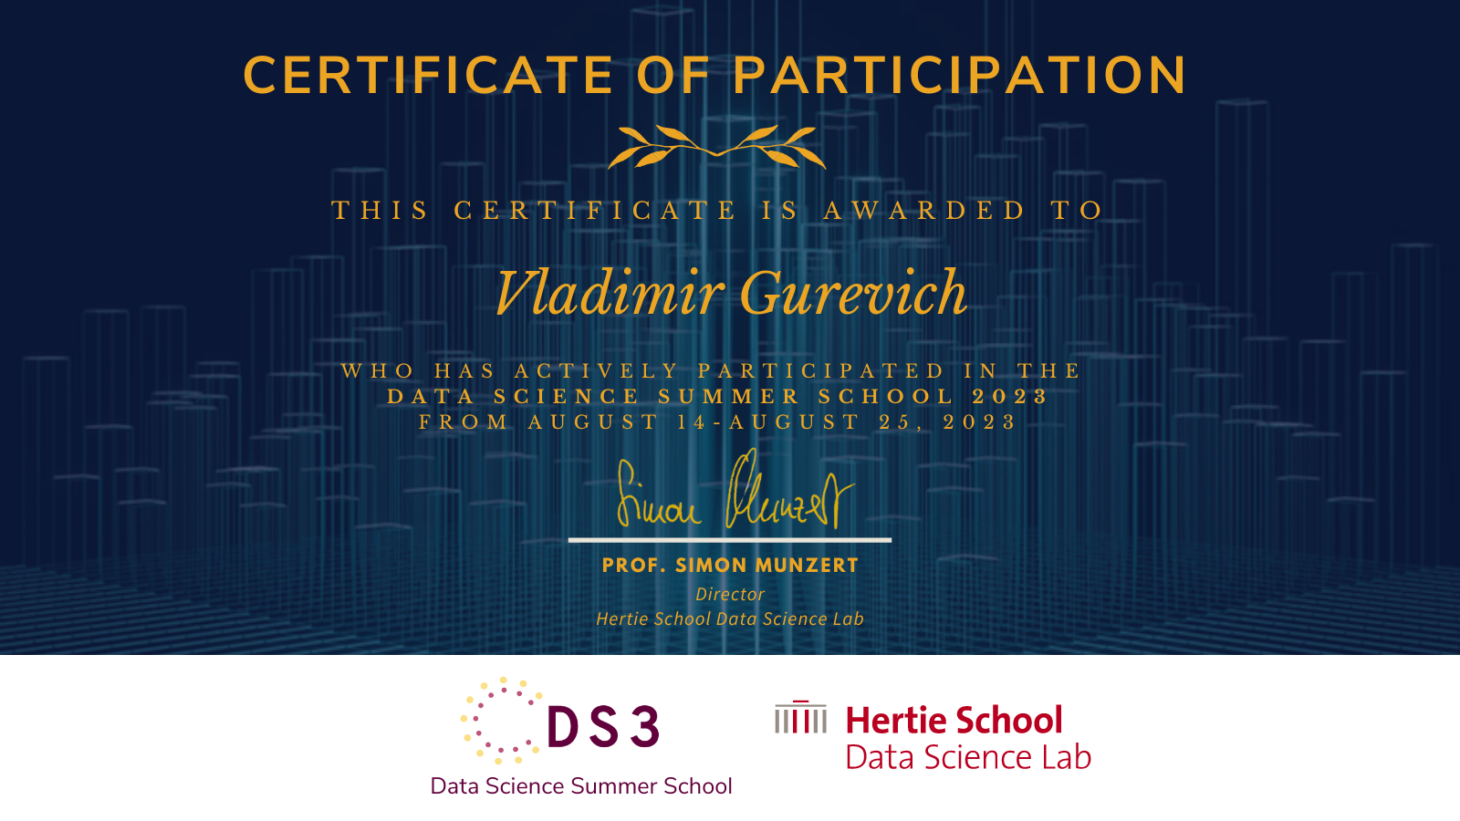 CERTIFICATE OF PARTICIPATION
THIS CERTIFICATE IS AWARDED TO
Vladimir Gurevich
WHO HAS ACTIVELY PARTICIPATED IN THE
DATA SCIENCE SUMMER SCHOOL 2023
FROM AUGUST 14-AUGUST 25, 2023
Simon Munzert
PROF. SIMON MUNZERT
Director
Hertie School Data Science Lab
DS3
Data Science Summer School
Hertie School
Data Science Lab